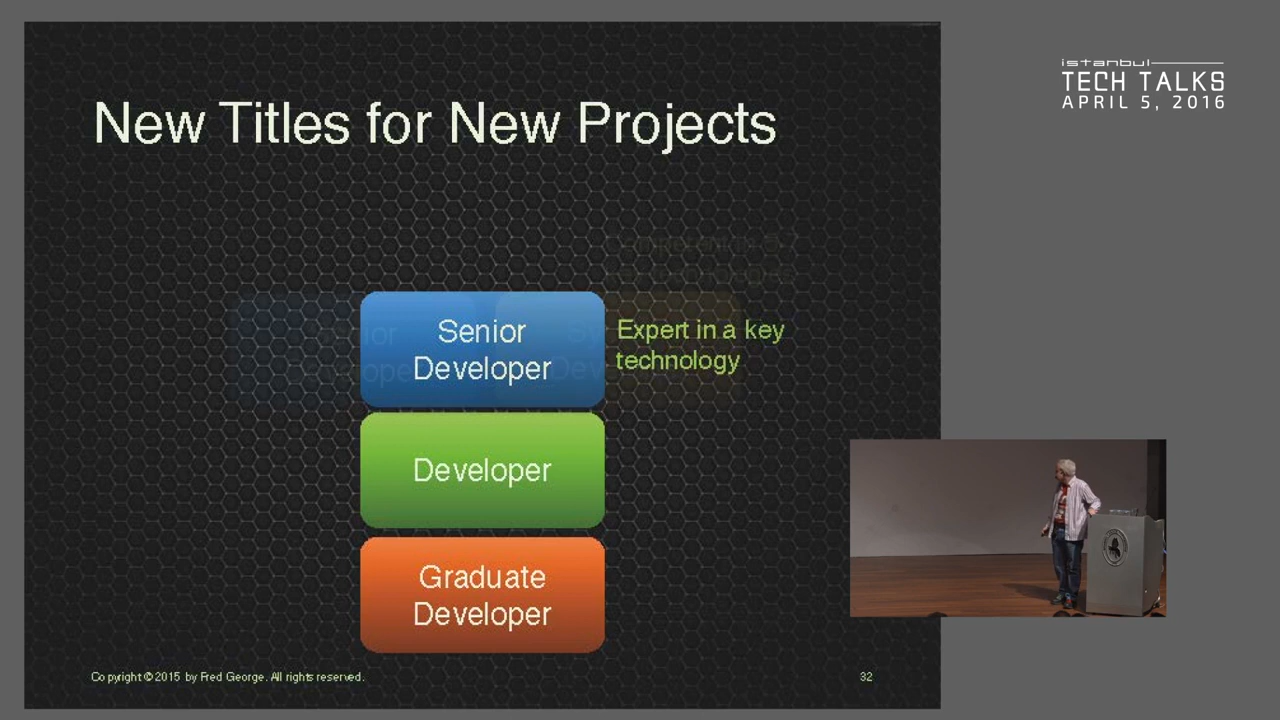 istanbul
TECH TALKS
APRIL 5, 2016
New Titles for New Projects
Senior
Developer
Expert in a key
technology
Developer
Graduate
Developer
Copyright © 2015 by Fred George. All rights reserved.
32